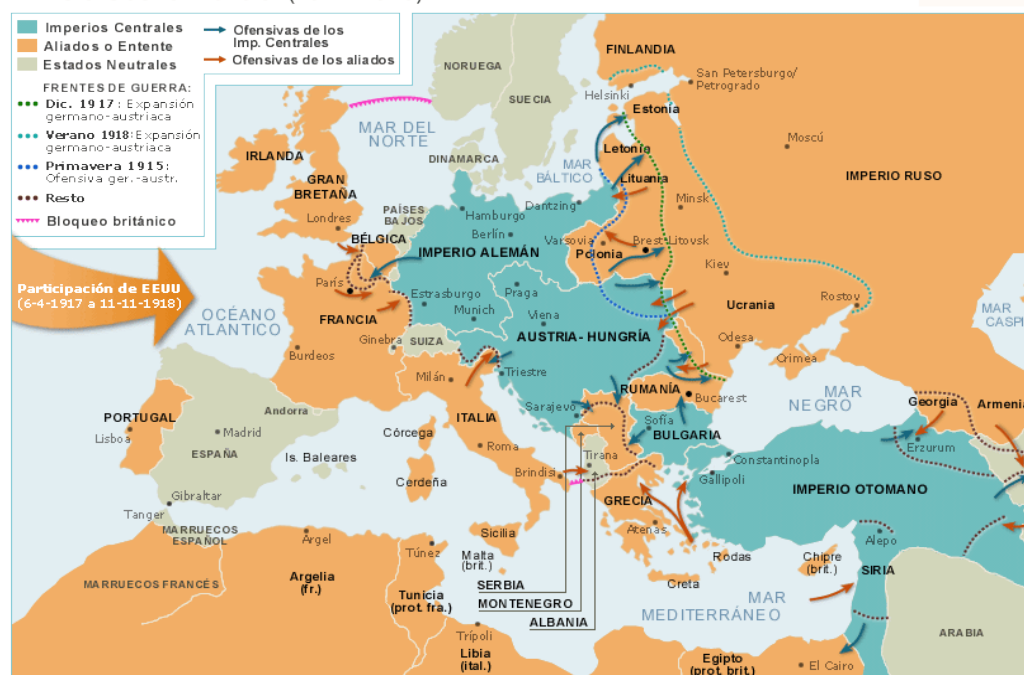 Imperios Centrales
Aliados o Entente
Estados Neutrales
Ofensivas de los
Imp. Centrales
Ofensivas de los aliados
FRENTES DE GUERRA:
Dic. 1917: Expansión
germano-austriaca
Verano 1918: Expansión
germano-austriaca
Primavera 1915:
Ofensiva ger.-austr.
Resto
Bloqueo británico
Participación de EEUU
(6-4-1917 a 11-11-1918)
FINLANDIA
San Petersburgo/
Petrogrado
NORUEGA
Helsinki
SUECIA
Estonia
MAR DEL
NORTE
Moscú
IRLANDA
Letonia
DINAMARCA
MAR
BÁLTICO
IMPERIO RUSO
GRAN
BRETAÑA
Lituania
Dantzing
Minsk
PAÍSES
BAJOS
Hamburgo
Londres
Berlín
BÉLGICA
Varsovia
Brest-Litovsk
IMPERIO ALEMÁN
Polonia
Kiev
París
Praga
Estrasburgo
Ucrania
Rostov
OCÉANO
ATLANTICO
FRANCIA
Munich
Viena
MAR
CASPI
Ginebra
SUIZA
AUSTRIA-HUNGRÍA
Odesa
Burdeos
Crimea
Milán
Triestre
RUMANÍA
Bucarest
MAR
NEGRO
Georgia
Armenia
PORTUGAL
Andorra
ITALIA
Sarajevo
Sofía
Lisboa
Madrid
Córcega
BULGARIA
ESPAÑA
Is. Baleares
Roma
Tirana
Erzurum
Constantinopla
Cerdeña
Brindisi
Gallipoli
IMPERIO OTOMANO
Gibraltar
GRECIA
Tanger
MARRUECOS
ESPAÑOL
Atenas
Argel
Sicilia
Alepo
Túnez
Malta
(brit.)
Rodas
Chipre
(brit.)
MARRUECOS FRANCÉS
Argelia
(fr.)
SERBIA
Creta
SIRIA
Tunicia
(prot. fra.)
MONTENEGRO
MAR
MEDITERRÁNEO
ALBANIA
Trípoli
ARABIA
Libia
(ital.)
Egipto
(prot. brit.)
El Cairo